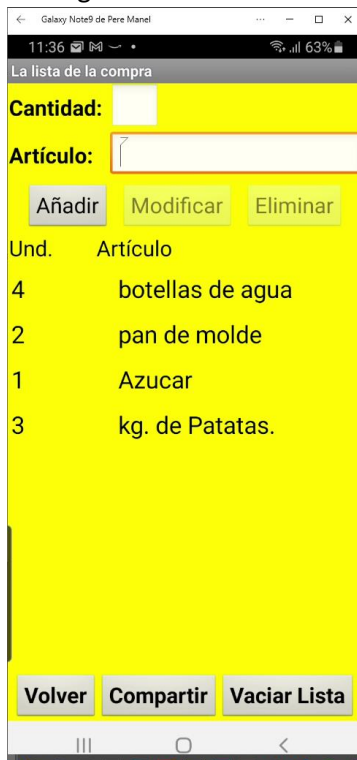 Galaxy Note9 de Pere Manel
11:36 63%
La lista de la compra
Cantidad:
Artículo:
Añadir Modificar Eliminar
Und. Artículo
4 botellas de agua
2 pan de molde
1 Azucar
3 kg. de Patatas.
Volver Compartir Vaciar Lista